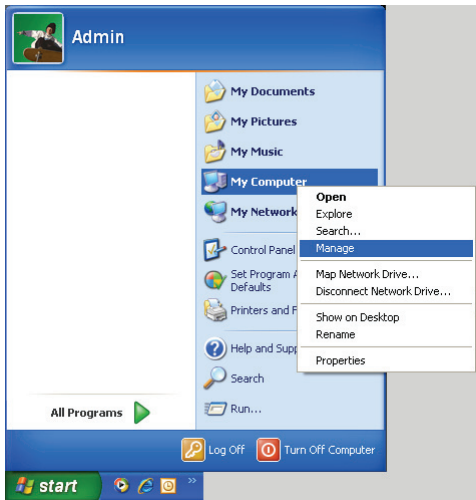 Admin
My Documents
My Pictures
My Music
My Computer
My Network
Control Panel
Set Program A
Defaults
Printers and F
Help and Supp
Search
Run...
Open
Explore
Search...
Manage
Map Network Drive...
Disconnect Network Drive...
Show on Desktop
Rename
Properties
All Programs
Log Off
Turn Off Computer
start
»